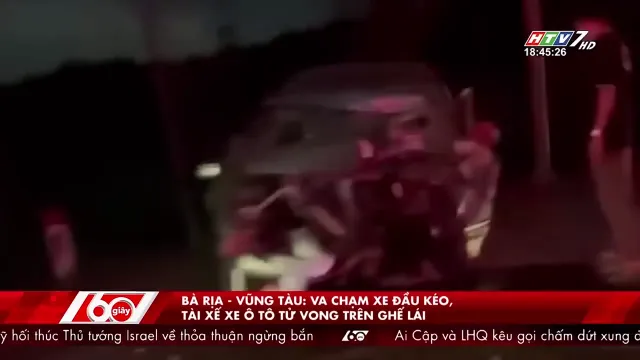 HTV7HD
18:45:26
60 giây
BÀ RỊA - VŨNG TÀU: VA CHẠM XE ĐẦU KÉO,
TÀI XẾ XE Ô TÔ TỬ VONG TRÊN GHẾ LÁI
ỹ hối thúc Thủ tướng Israel về thỏa thuận ngừng bắn 60giây Ai Cập và LHQ kêu gọi chấm dứt xung đ